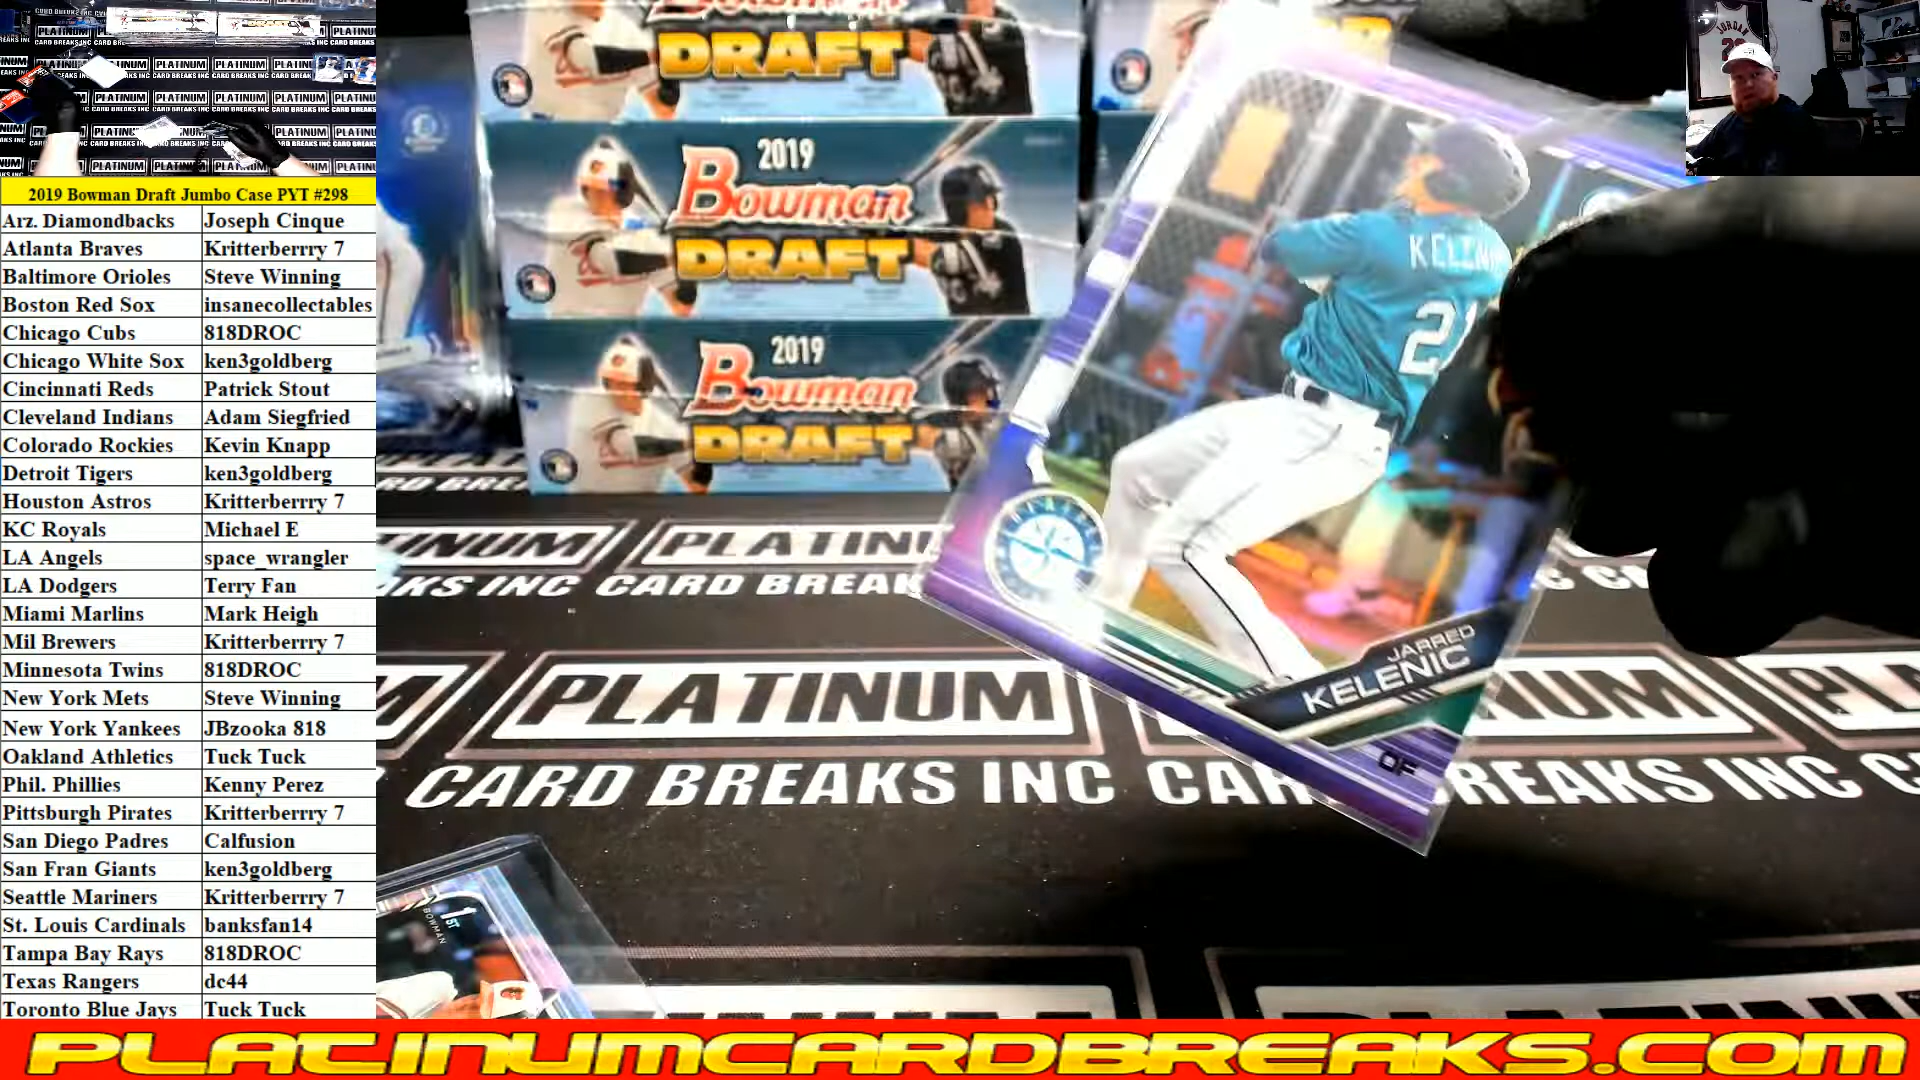 2019 Bowman Draft Jumbo Case PYT #298
Arz. Diamondbacks Joseph Cinque
Atlanta Braves Kritterberrry 7
Baltimore Orioles Steve Winning
Boston Red Sox insanecollectables
Chicago Cubs 818DROC
Chicago White Sox ken3goldberg
Cincinnati Reds Patrick Stout
Cleveland Indians Adam Siegfried
Colorado Rockies Kevin Knapp
Detroit Tigers ken3goldberg
Houston Astros Kritterberrry 7
KC Royals Michael E
LA Angels space_wrangler
LA Dodgers Terry Fan
Miami Marlins Mark Heigh
Mil Brewers Kritterberrry 7
Minnesota Twins 818DROC
New York Mets Steve Winning
New York Yankees JBzooka 818
Oakland Athletics Tuck Tuck
Phil. Phillies Kenny Perez
Pittsburgh Pirates Kritterberrry 7
San Diego Padres Calfusion
San Fran Giants ken3goldberg
Seattle Mariners Kritterberrry 7
St. Louis Cardinals banksfan14
Tampa Bay Rays 818DROC
Texas Rangers dc44
Toronto Blue Jays Tuck Tuck
DRAFT
2019
Bowman
DRAFT
2019
Bowman
DRAFT
KELENI
21
JARRED
KELENIC
OF
JORDAN
PLATINUM
CARD BREAKS INC
1ST
BOWMAN
PLATINUMCARDBREAKS.COM